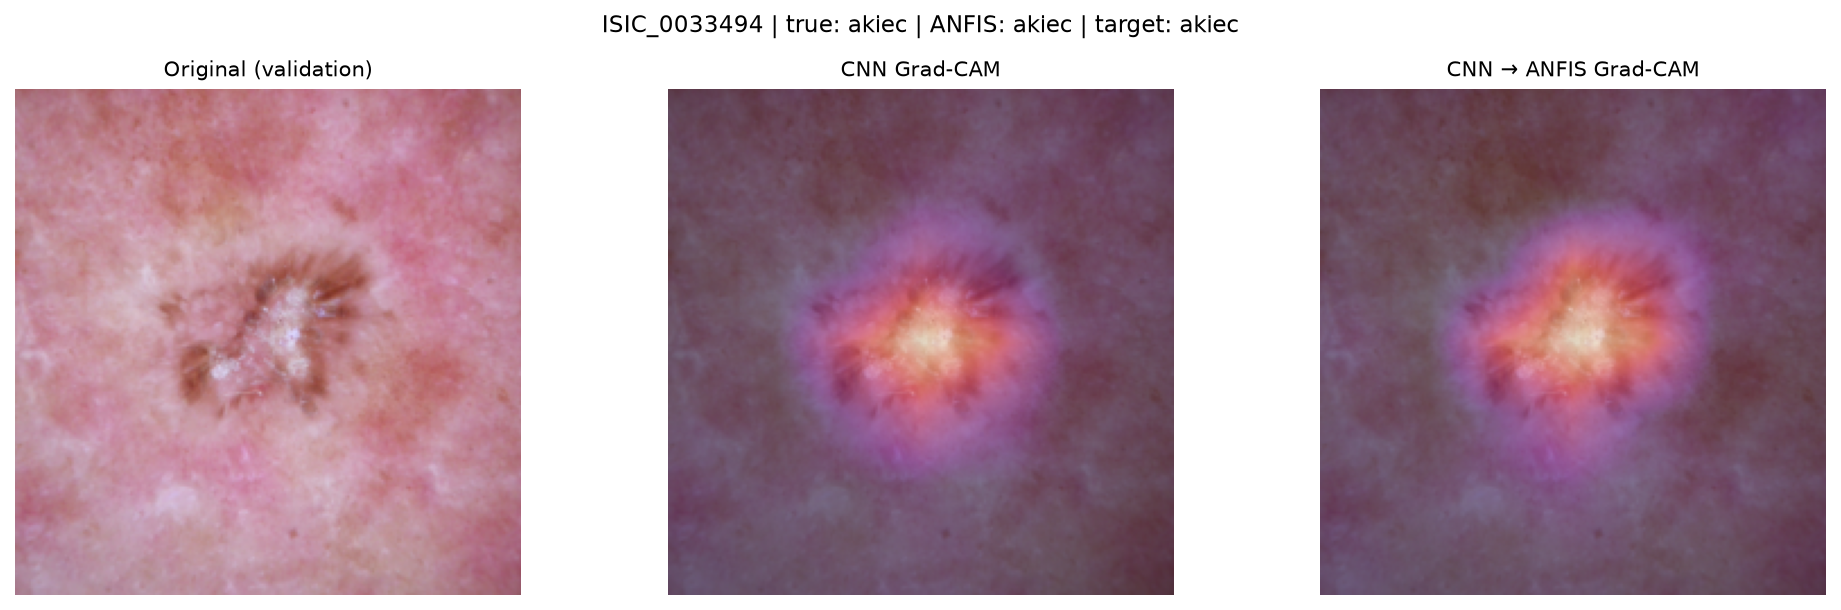 ISIC_0033494 | true: akiec | ANFIS: akiec | target: akiec
Original (validation)
CNN Grad-CAM
CNN → ANFIS Grad-CAM